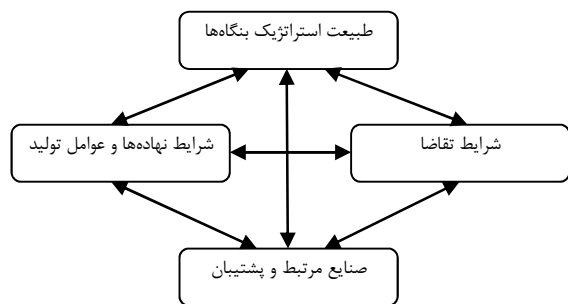 طبیعت استراتژیک بنگاه‌ها
شرایط تقاضا
شرایط نهاده‌ها و عوامل تولید
صنایع مرتبط و پشتیبان